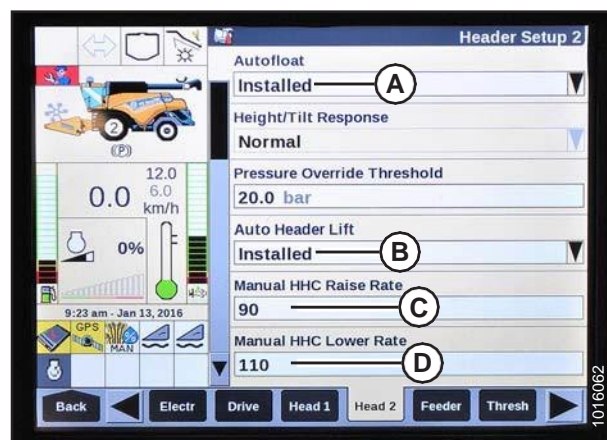 Header Setup 2
Autofloat
Installed
A
Height/Tilt Response
Normal
Pressure Override Threshold
20.0 bar
Auto Header Lift
Installed
B
Manual HHC Raise Rate
90
C
Manual HHC Lower Rate
110
D
2
(P)
12.0
0.0
6.0
km/h
0%
9:23 am - Jan 13, 2016
GPS
%
MAN
Back
Electr
Drive
Head 1
Head 2
Feeder
Thresh
1016062